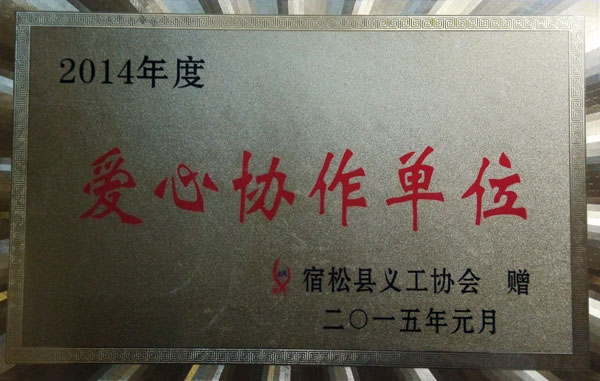 2014年度
爱心协作单位
宿松县义工协会 赠
二〇一五年元月